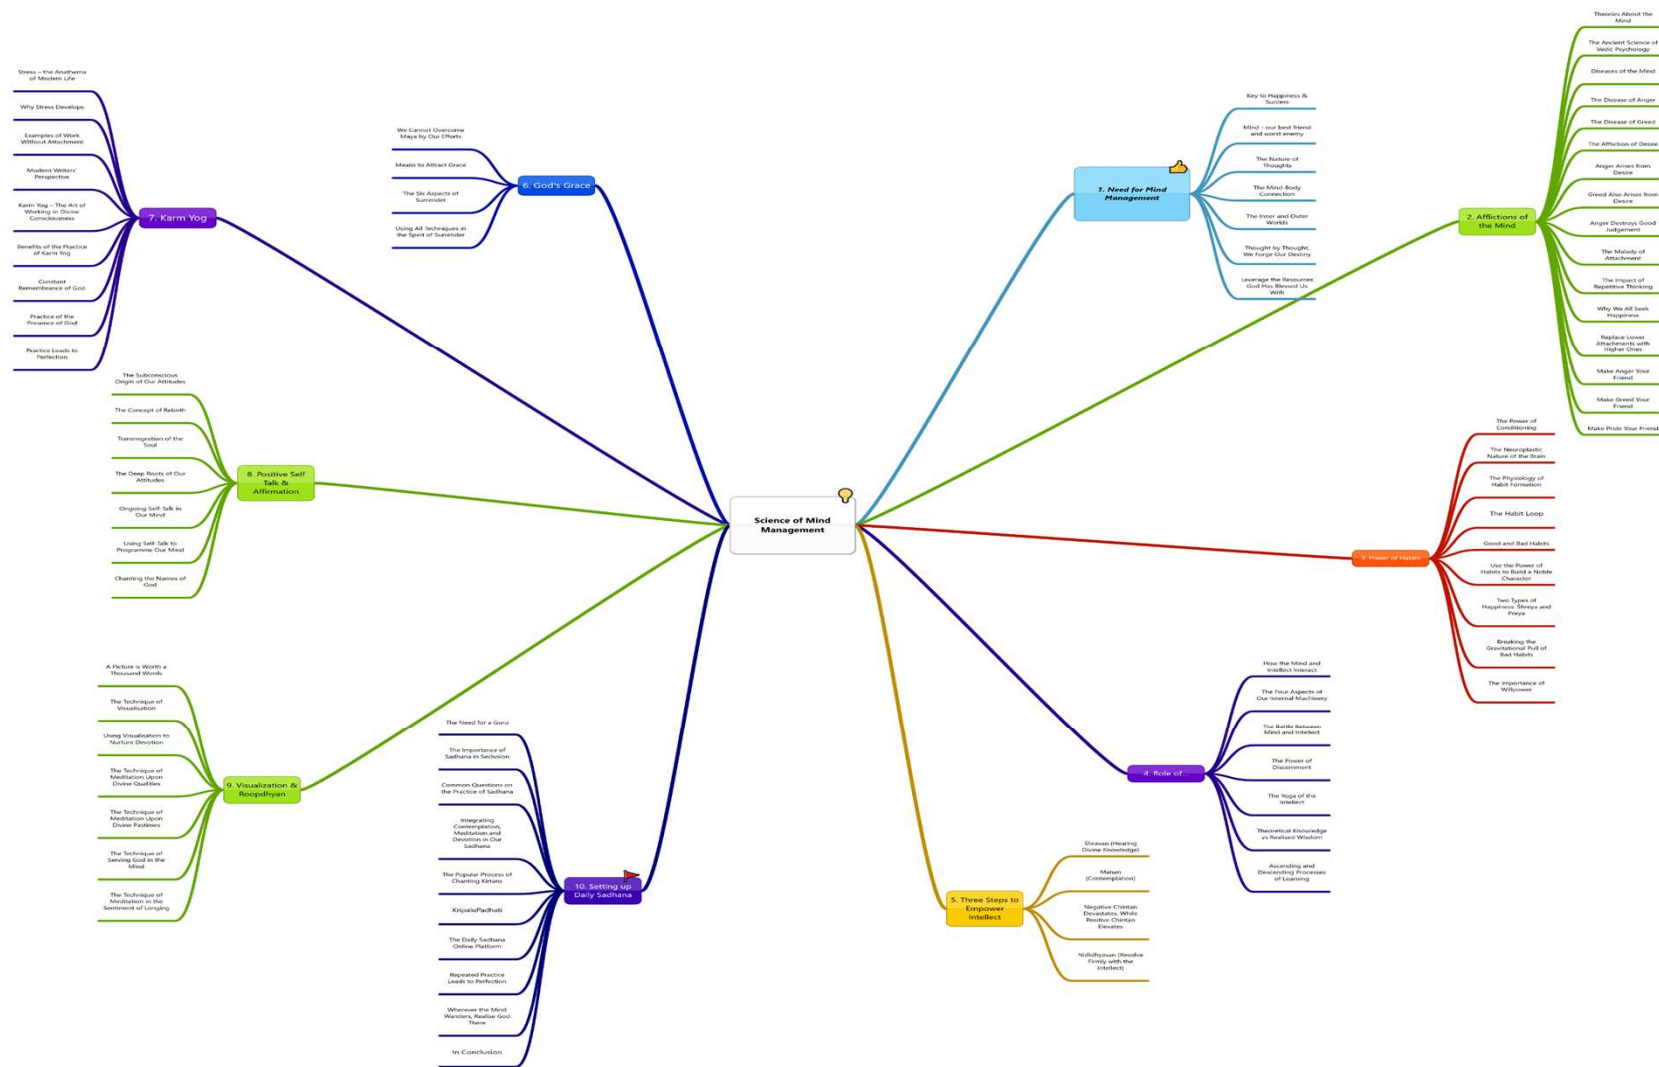 Science of Mind
Management
1. Need for Mind
Management
Key to Happiness &
Success
Mind - our best friend
and worst enemy
The Nature of
Thoughts
The Mind-Body
Connection
The Inner and Outer
Worlds
Thought by Thought,
We Forge Our Destiny
Leverage the Resources
God Has Blessed Us
With
2. Afflictions of
the Mind
Theories About the
Mind
The Ancient Science of
Vedic Psychology
Diseases of the Mind
The Disease of Anger
The Disease of Greed
The Affliction of Desire
Anger Arises from
Desire
Greed Also Arises from
Desire
Anger Destroys Good
Judgement
The Malady of
Attachment
The Impact of
Repetitive Thinking
Why We All Seek
Happiness
Replace Lower
Attachments with
Higher Ones
Make Anger Your
Friend
Make Greed Your
Friend
Make Pride Your Friend
3. Power of Habits
The Power of
Conditioning
The Neuroplastic
Nature of the Brain
The Physiology of
Habit Formation
The Habit Loop
Good and Bad Habits
Use the Power of
Habits to Build a Noble
Character
Two Types of
Happiness: Shreya and
Preya
Breaking the
Gravitational Pull of
Bad Habits
The Importance of
Willpower
4. Role of...
How the Mind and
Intellect Interact
The Four Aspects of
Our Internal Machinery
The Battle Between
Mind and Intellect
The Power of
Discernment
The Yoga of the
Intellect
Theoretical Knowledge
vs Realised Wisdom
Ascending and
Descending Processes
of Learning
5. Three Steps to
Empower
Intellect
Shravan (Hearing
Divine Knowledge)
Manan
(Contemplation)
Negative Chintan
Devastates, While
Positive Chintan
Elevates
Nididhyasan (Resolve
Firmly with the
Intellect)
6. God's Grace
We Cannot Overcome
Maya by Our Efforts
Means to Attract Grace
The Six Aspects of
Surrender
Using All Techniques in
the Spirit of Surrender
7. Karm Yog
Stress – the Anathema
of Modern Life
Why Stress Develops
Examples of Work
Without Attachment
Modern Writers'
Perspective
Karm Yog – The Art of
Working in Divine
Consciousness
Benefits of the Practice
of Karm Yog
Constant
Remembrance of God
Practice of the
Presence of God
Practice Leads to
Perfection
8. Positive Self
Talk &
Affirmation
The Subconscious
Origin of Our Attitudes
The Concept of Rebirth
Transmigration of the
Soul
The Deep Roots of Our
Attitudes
Ongoing Self-Talk in
Our Mind
Using Self-Talk to
Programme Our Mind
Chanting the Names of
God
9. Visualization &
Roopdhyan
A Picture is Worth a
Thousand Words
The Technique of
Visualisation
Using Visualisation to
Nurture Devotion
The Technique of
Meditation Upon
Divine Qualities
The Technique of
Meditation Upon
Divine Pastimes
The Technique of
Serving God in the
Mind
The Technique of
Meditation in the
Sentiment of Longing
10. Setting up
Daily Sadhana
The Need for a Guru
The Importance of
Sadhana in Seclusion
Common Questions on
the Practice of Sadhana
Integrating
Contemplation,
Meditation and
Devotion in Our
Sadhana
The Popular Process of
Chanting Kirtans
KripaluPadhati
The Daily Sadhana
Online Platform
Repeated Practice
Leads to Perfection
Wherever the Mind
Wanders, Realise God
There
In Conclusion